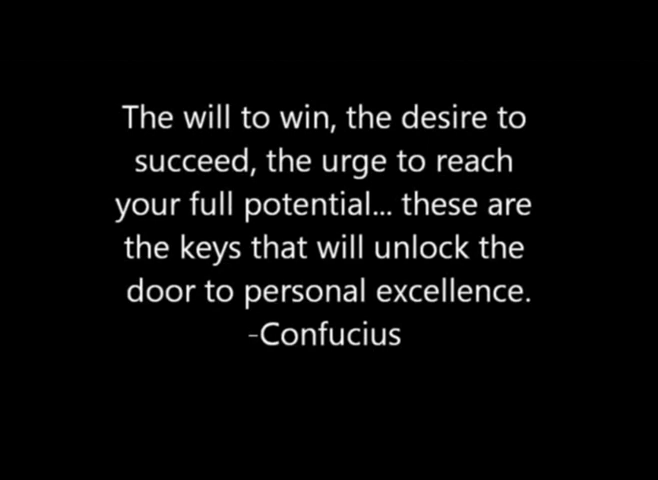 The will to win, the desire to
succeed, the urge to reach
your full potential... these are
the keys that will unlock the
door to personal excellence.
-Confucius